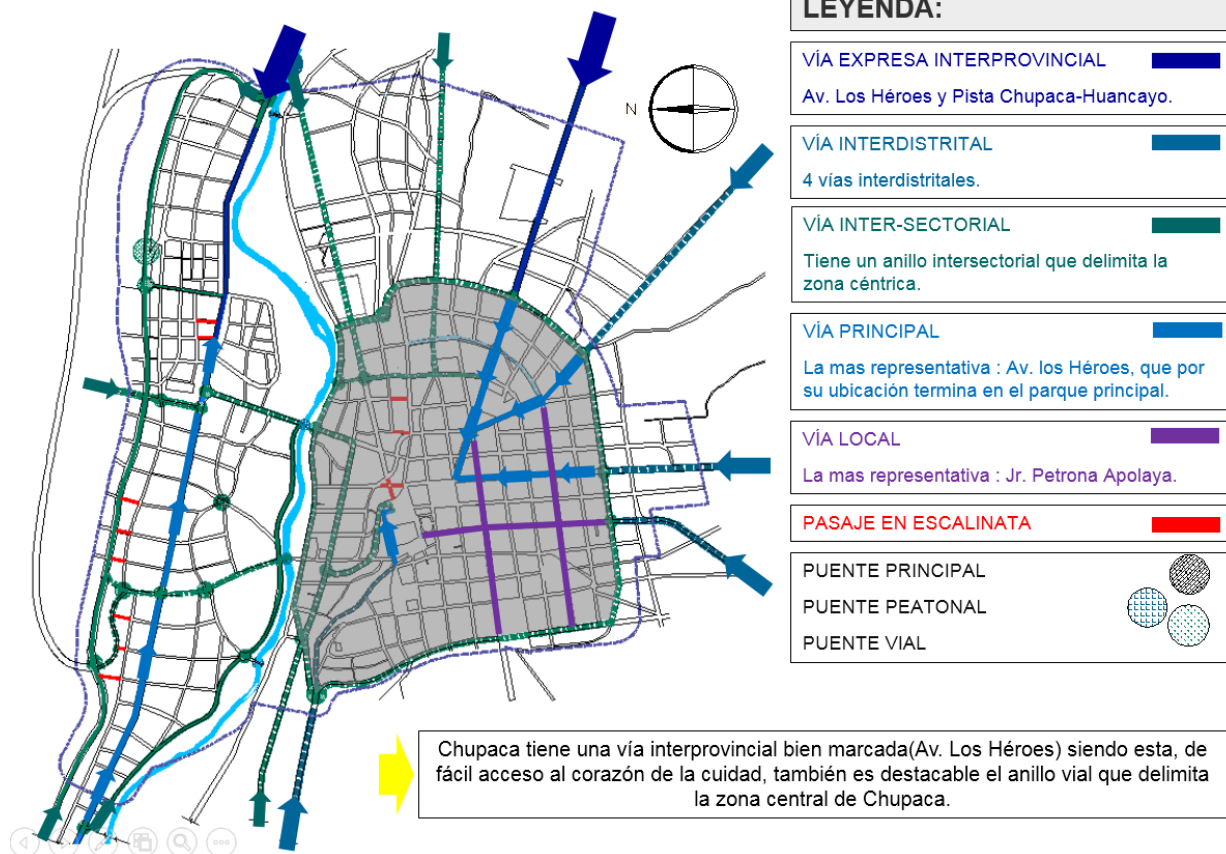 LEYENDA:
N
VÍA EXPRESA INTERPROVINCIAL
Av. Los Héroes y Pista Chupaca-Huancayo.
VÍA INTERDISTRITAL
4 vías interdistritales.
VÍA INTER-SECTORIAL
Tiene un anillo intersectorial que delimita la
zona céntrica.
VÍA PRINCIPAL
La mas representativa : Av. los Héroes, que por
su ubicación termina en el parque principal.
VÍA LOCAL
La mas representativa : Jr. Petrona Apolaya.
PASAJE EN ESCALINATA
PUENTE PRINCIPAL
PUENTE PEATONAL
PUENTE VIAL
Chupaca tiene una vía interprovincial bien marcada(Av. Los Héroes) siendo esta, de
fácil acceso al corazón de la cuidad, también es destacable el anillo vial que delimita
la zona central de Chupaca.